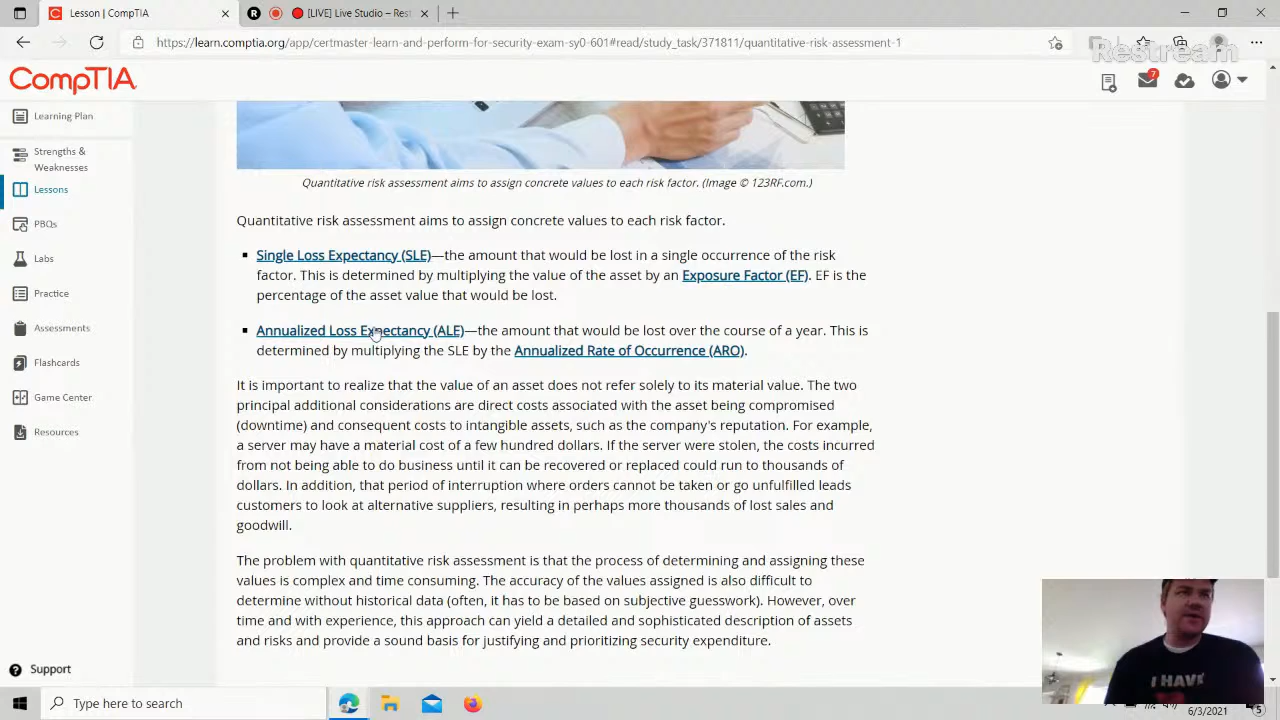 Lesson | CompTIA
[LIVE] Live Studio – Rest
https://learn.comptia.org/app/certmaster-learn-and-perform-for-security-exam-sy0-601#read/study_task/371811/quantitative-risk-assessment-1
Restream
CompTIA
7
Learning Plan
Strengths &
Weaknesses
Lessons
PBQs
Labs
Practice
Assessments
Flashcards
Game Center
Resources
Support
Quantitative risk assessment aims to assign concrete values to each risk factor. (Image © 123RF.com.)
Quantitative risk assessment aims to assign concrete values to each risk factor.
Single Loss Expectancy (SLE)—the amount that would be lost in a single occurrence of the risk
factor. This is determined by multiplying the value of the asset by an Exposure Factor (EF). EF is the
percentage of the asset value that would be lost.
Annualized Loss Expectancy (ALE)—the amount that would be lost over the course of a year. This is
determined by multiplying the SLE by the Annualized Rate of Occurrence (ARO).
It is important to realize that the value of an asset does not refer solely to its material value. The two
principal additional considerations are direct costs associated with the asset being compromised
(downtime) and consequent costs to intangible assets, such as the company's reputation. For example,
a server may have a material cost of a few hundred dollars. If the server were stolen, the costs incurred
from not being able to do business until it can be recovered or replaced could run to thousands of
dollars. In addition, that period of interruption where orders cannot be taken or go unfulfilled leads
customers to look at alternative suppliers, resulting in perhaps more thousands of lost sales and
goodwill.
The problem with quantitative risk assessment is that the process of determining and assigning these
values is complex and time consuming. The accuracy of the values assigned is also difficult to
determine without historical data (often, it has to be based on subjective guesswork). However, over
time and with experience, this approach can yield a detailed and sophisticated description of assets
and risks and provide a sound basis for justifying and prioritizing security expenditure.
I HAVE
Type here to search
6/3/2021
5